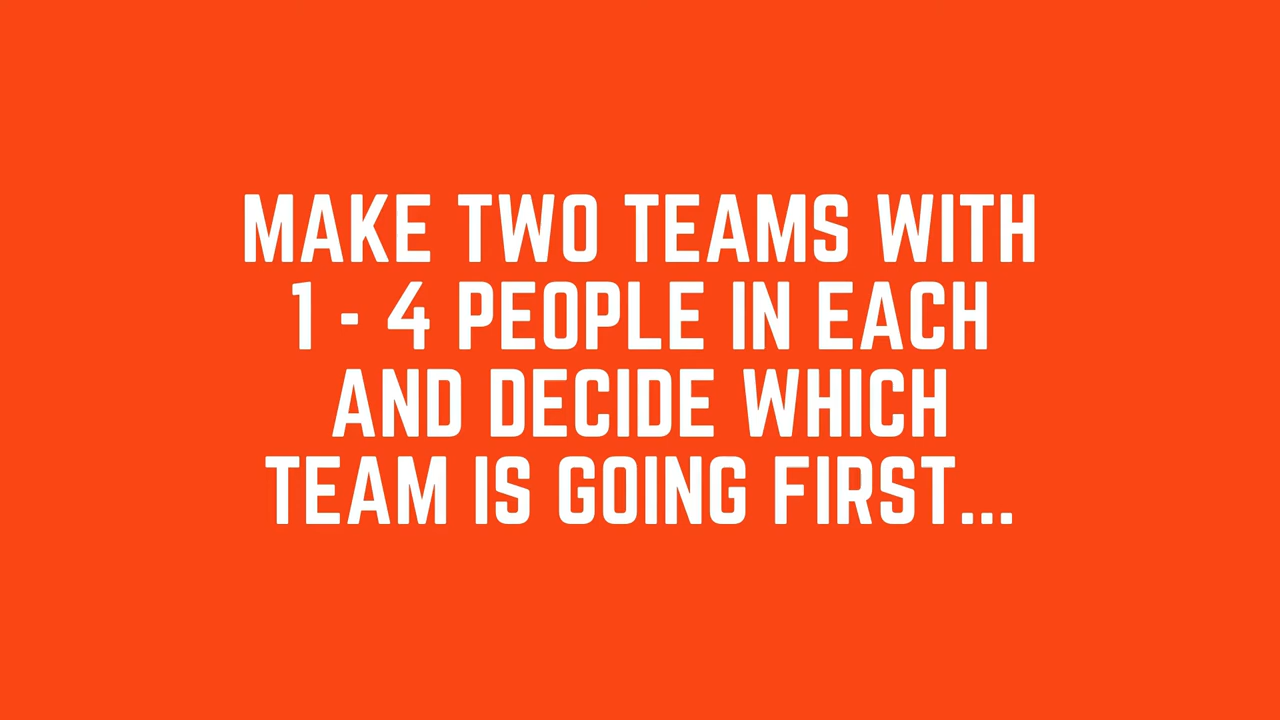 MAKE TWO TEAMS WITH
1 - 4 PEOPLE IN EACH
AND DECIDE WHICH
TEAM IS GOING FIRST...